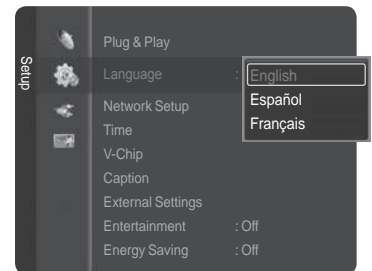 Setup
Plug & Play
Language : English
Español
Français
Network Setup
Time
V-Chip
Caption
External Settings
Entertainment : Off
Energy Saving : Off